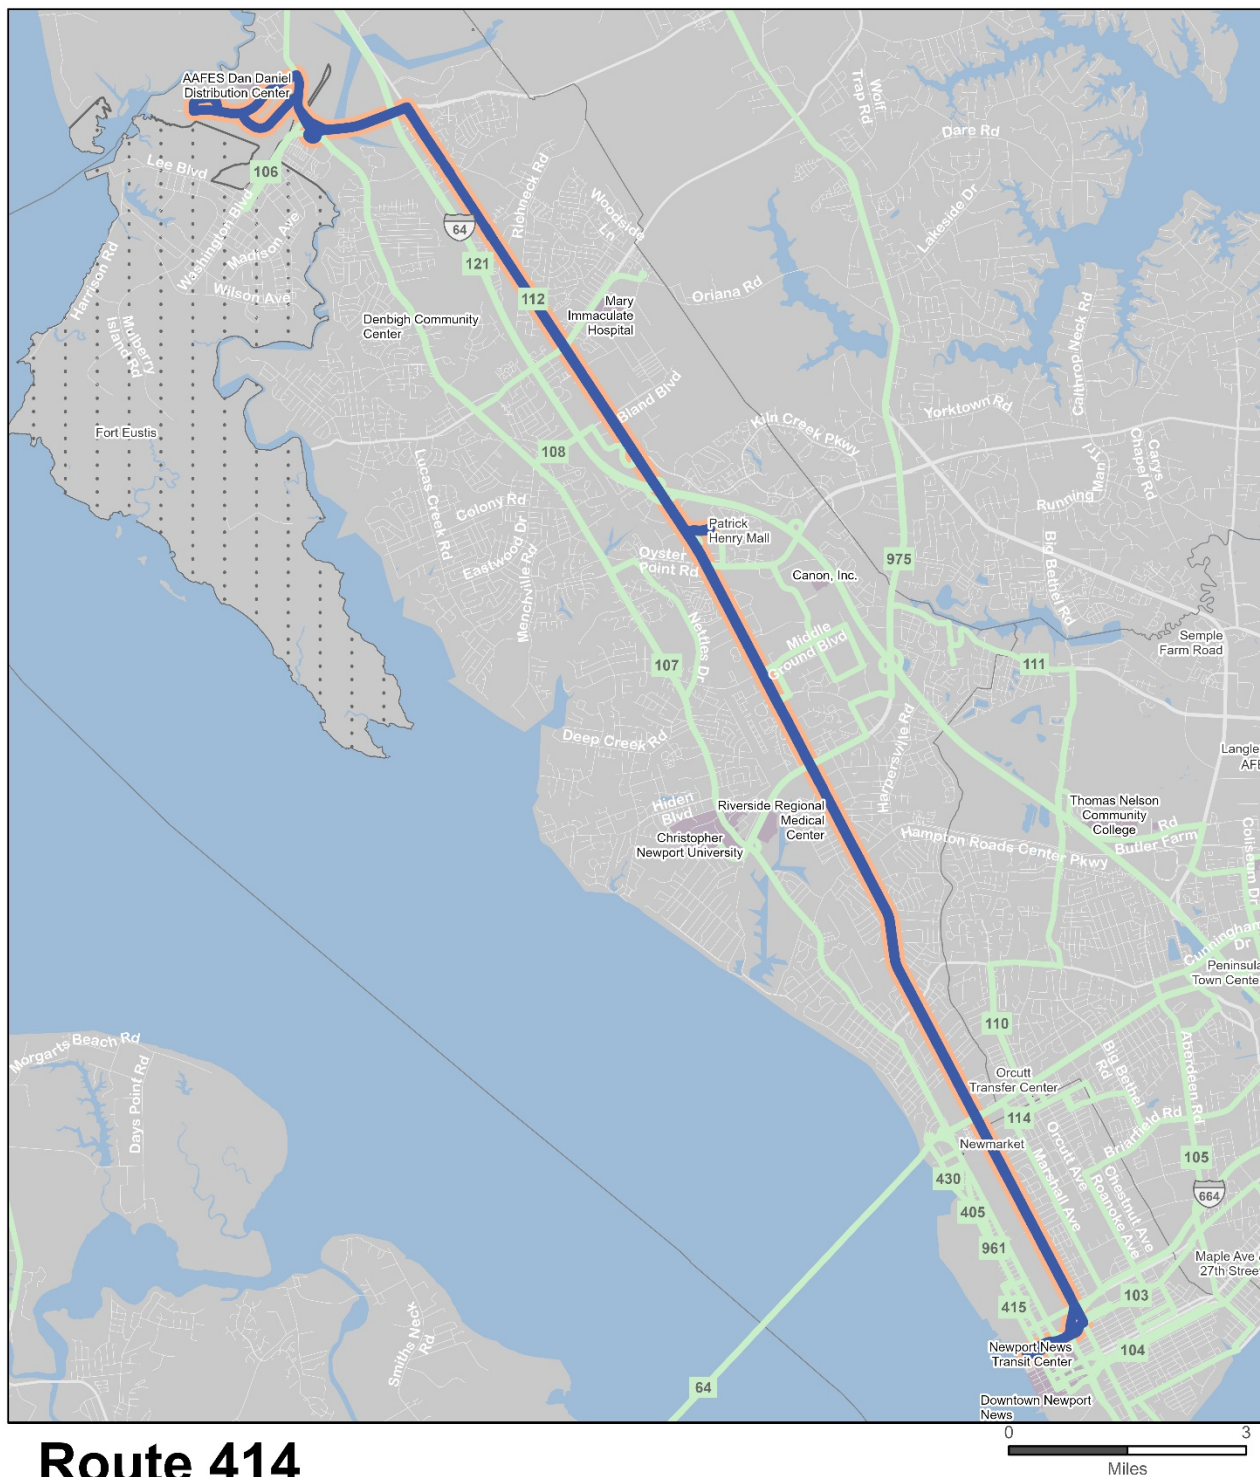 AAFES Dan Daniel
Distribution Center
Wolf
Trap Rd
Dare Rd
Lee Blvd
106
Richneck Rd
Woodside
Ln
Lakeside Dr
Washington Blvd
Madison Ave
64
Harrison Rd
121
Wilson Ave
112
Oriana Rd
Mary
Immaculate
Hospital
Denbigh Community
Center
Mulberry
Island Rd
Calthrop Neck Rd
Bland Blvd
Yorktown Rd
Kiln Creek Pkwy
Fort Eustis
108
Carys
Chapel Rd
Man
Trl
Running
Lucas Creek Rd
Colony Rd
Patrick
Henry Mall
Eastwood Dr
Menchville Rd
Oyster
Point Rd
975
Big Bethel Rd
Canon, Inc.
Nettles Dr
Middle
Ground Blvd
Semple
Farm Road
107
111
Deep Creek Rd
Harpersville Rd
Langle
AFB
Hiden
Blvd
Riverside Regional
Medical
Center
Thomas Nelson
Community
College
Christopher
Newport University
Hampton Roads Center Pkwy
Rd
Butler Farm
Coliseum Dr
Cunningham
Dr
Peninsula
Town Cente
110
Morgarts Beach Rd
Days Point Rd
Orcutt
Transfer Center
Big Bethel
Rd
Aberdeen Rd
114
Newmarket
Briarfield Rd
105
430
Orcutt Ave
Marshall Ave
Chestnut Ave
Roanoke Ave
664
405
961
Maple Ave &
27th Stree
415
103
Smiths Neck
Rd
Newport News
Transit Center
104
64
Downtown Newport
News
0 3
Miles
Route 414